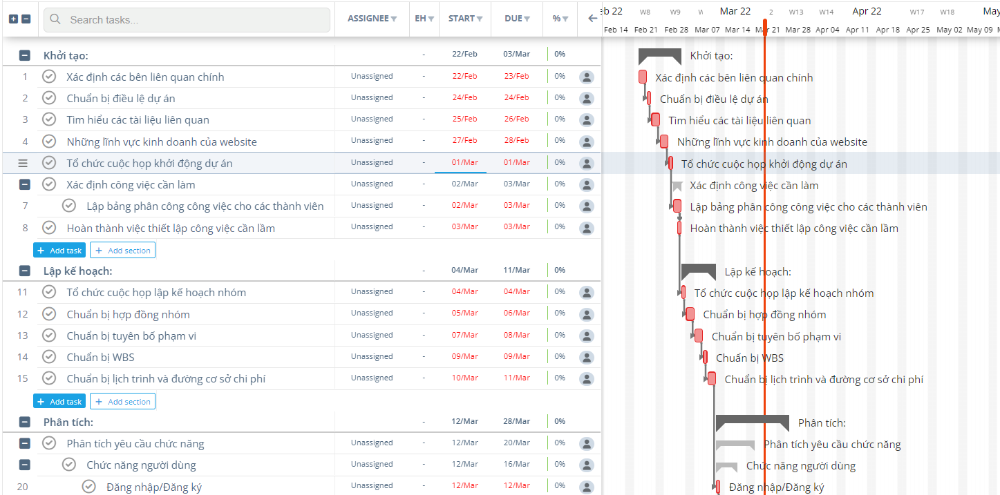 Search tasks... ASSIGNEE EH START DUE %
eb 22 W8 W9 W Mar 22 2 W13 W14 Apr 22 W17 W18 May
Feb 14 Feb 21 Feb 28 Mar 07 Mar 14 Mar 21 Mar 28 Apr 04 Apr 11 Apr 18 Apr 25 May 02 May 09 M
Khởi tạo: - 22/Feb 03/Mar 0% Khởi tạo:
1 Xác định các bên liên quan chính Unassigned - 22/Feb 23/Feb 0% Xác định các bên liên quan chính
2 Chuẩn bị điều lệ dự án Unassigned - 24/Feb 24/Feb 0% Chuẩn bị điều lệ dự án
3 Tìm hiểu các tài liệu liên quan Unassigned - 25/Feb 26/Feb 0% Tìm hiểu các tài liệu liên quan
4 Những lĩnh vực kinh doanh của website Unassigned - 27/Feb 28/Feb 0% Những lĩnh vực kinh doanh của website
Tổ chức cuộc họp khởi động dự án Unassigned - 01/Mar 01/Mar 0% Tổ chức cuộc họp khởi động dự án
Xác định công việc cần làm Unassigned - 02/Mar 03/Mar 0% Xác định công việc cần làm
7 Lập bảng phân công công việc cho các thành viên Unassigned - 02/Mar 03/Mar 0% Lập bảng phân công công việc cho các thành viên
8 Hoàn thành việc thiết lập công việc cần lầm Unassigned - 03/Mar 03/Mar 0% Hoàn thành việc thiết lập công việc cần lầm
+ Add task + Add section
Lập kế hoạch: - 04/Mar 11/Mar 0% Lập kế hoạch:
11 Tổ chức cuộc họp lập kế hoạch nhóm Unassigned - 04/Mar 04/Mar 0% Tổ chức cuộc họp lập kế hoạch nhóm
12 Chuẩn bị hợp đồng nhóm Unassigned - 05/Mar 06/Mar 0% Chuẩn bị hợp đồng nhóm
13 Chuẩn bị tuyên bố phạm vi Unassigned - 07/Mar 08/Mar 0% Chuẩn bị tuyên bố phạm vi
14 Chuẩn bị WBS Unassigned - 09/Mar 09/Mar 0% Chuẩn bị WBS
15 Chuẩn bị lịch trình và đường cơ sở chi phí Unassigned - 10/Mar 11/Mar 0% Chuẩn bị lịch trình và đường cơ sở chi phí
+ Add task + Add section
Phân tích: - 12/Mar 28/Mar 0% Phân tích:
Phân tích yêu cầu chức năng Unassigned - 12/Mar 20/Mar 0% Phân tích yêu cầu chức năng
Chức năng người dùng Unassigned - 12/Mar 16/Mar 0% Chức năng người dùng
20 Đăng nhập/Đăng ký Unassigned - 12/Mar 12/Mar 0% Đăng nhập/Đăng ký